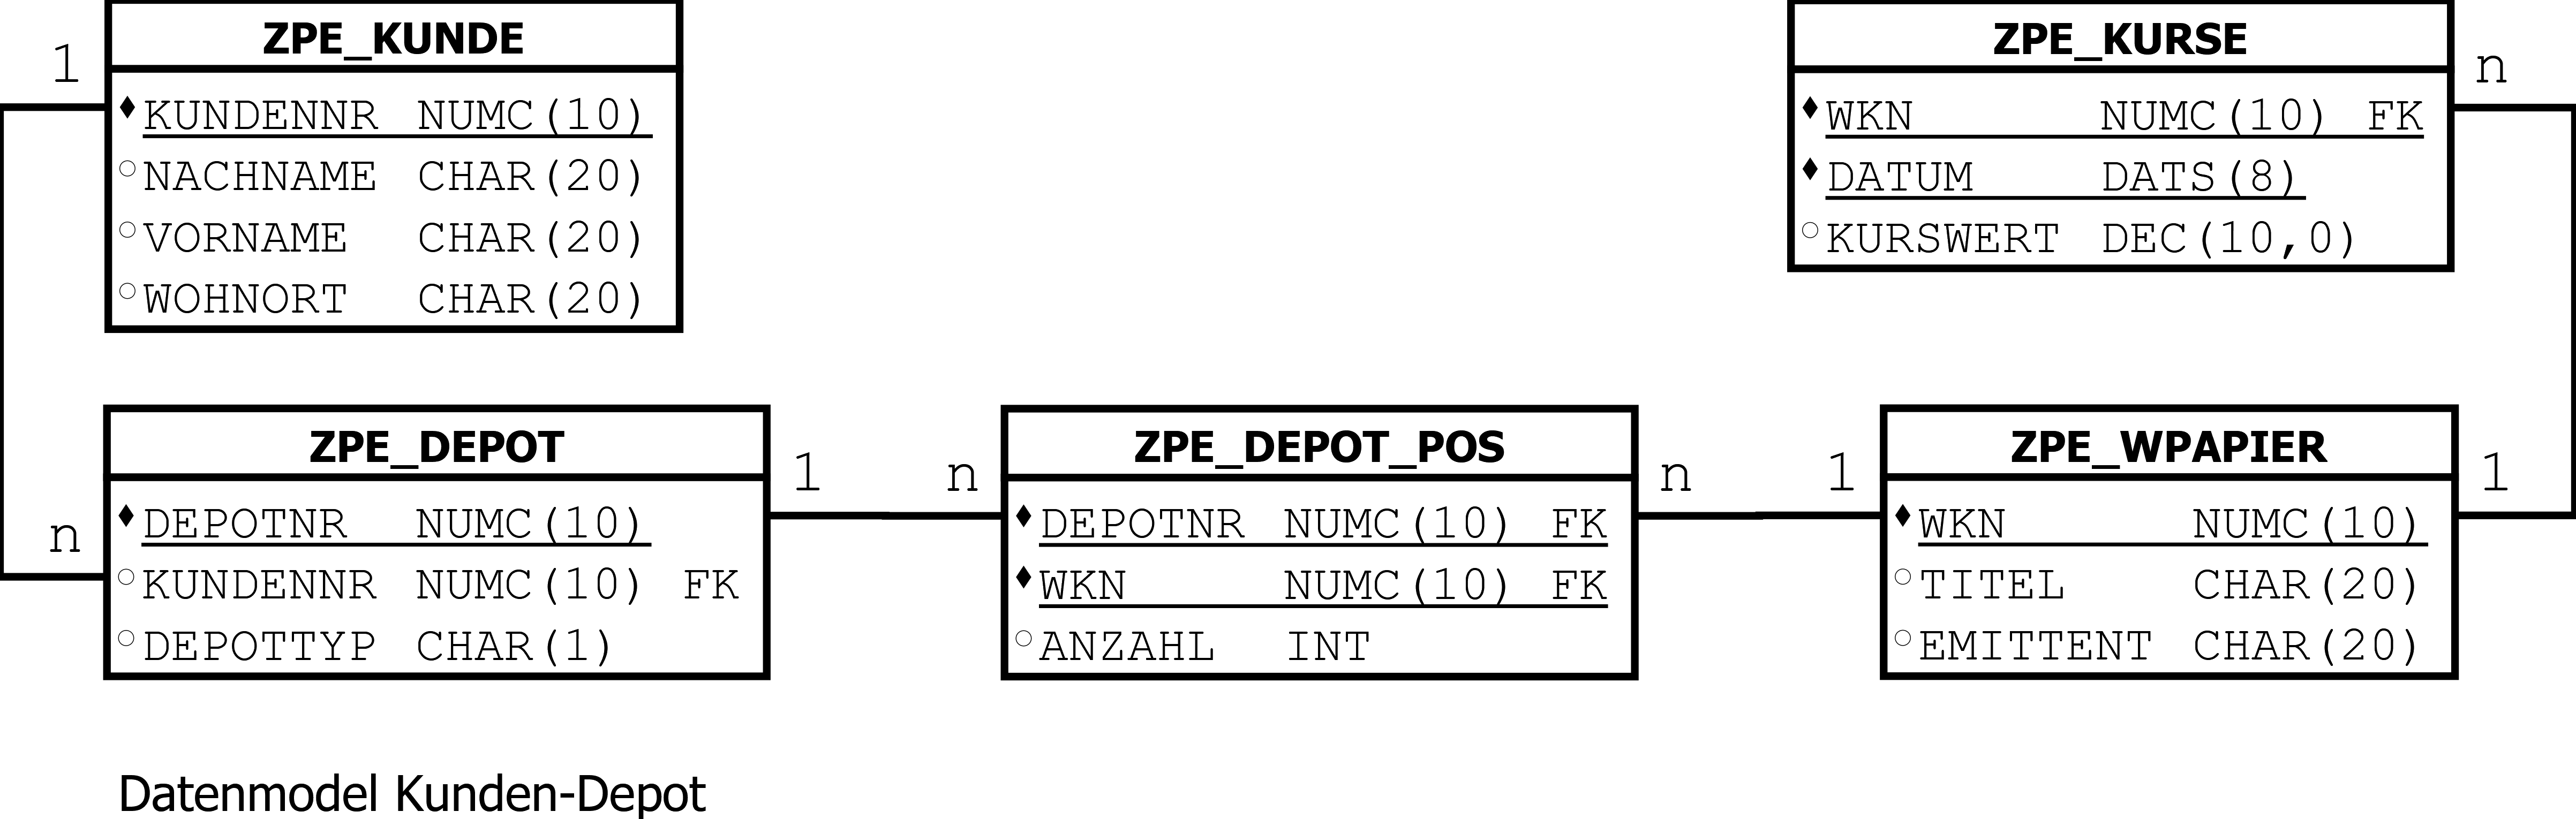 ZPE_KUNDE
1
KUNDENNR NUMC(10)
NACHNAME CHAR(20)
VORNAME CHAR(20)
WOHNORT CHAR(20)
ZPE_KURSE
n
WKN NUMC(10) FK
DATUM DATS(8)
KURSWERT DEC(10,0)
ZPE_DEPOT
1
n
DEPOTNR NUMC(10)
KUNDENNR NUMC(10) FK
DEPOTTYP CHAR(1)
ZPE_DEPOT_POS
n
n
DEPOTNR NUMC(10) FK
WKN NUMC(10) FK
ANZAHL INT
ZPE_WPAPIER
1
1
WKN NUMC(10)
TITEL CHAR(20)
EMITTENT CHAR(20)
Datenmodel Kunden-Depot